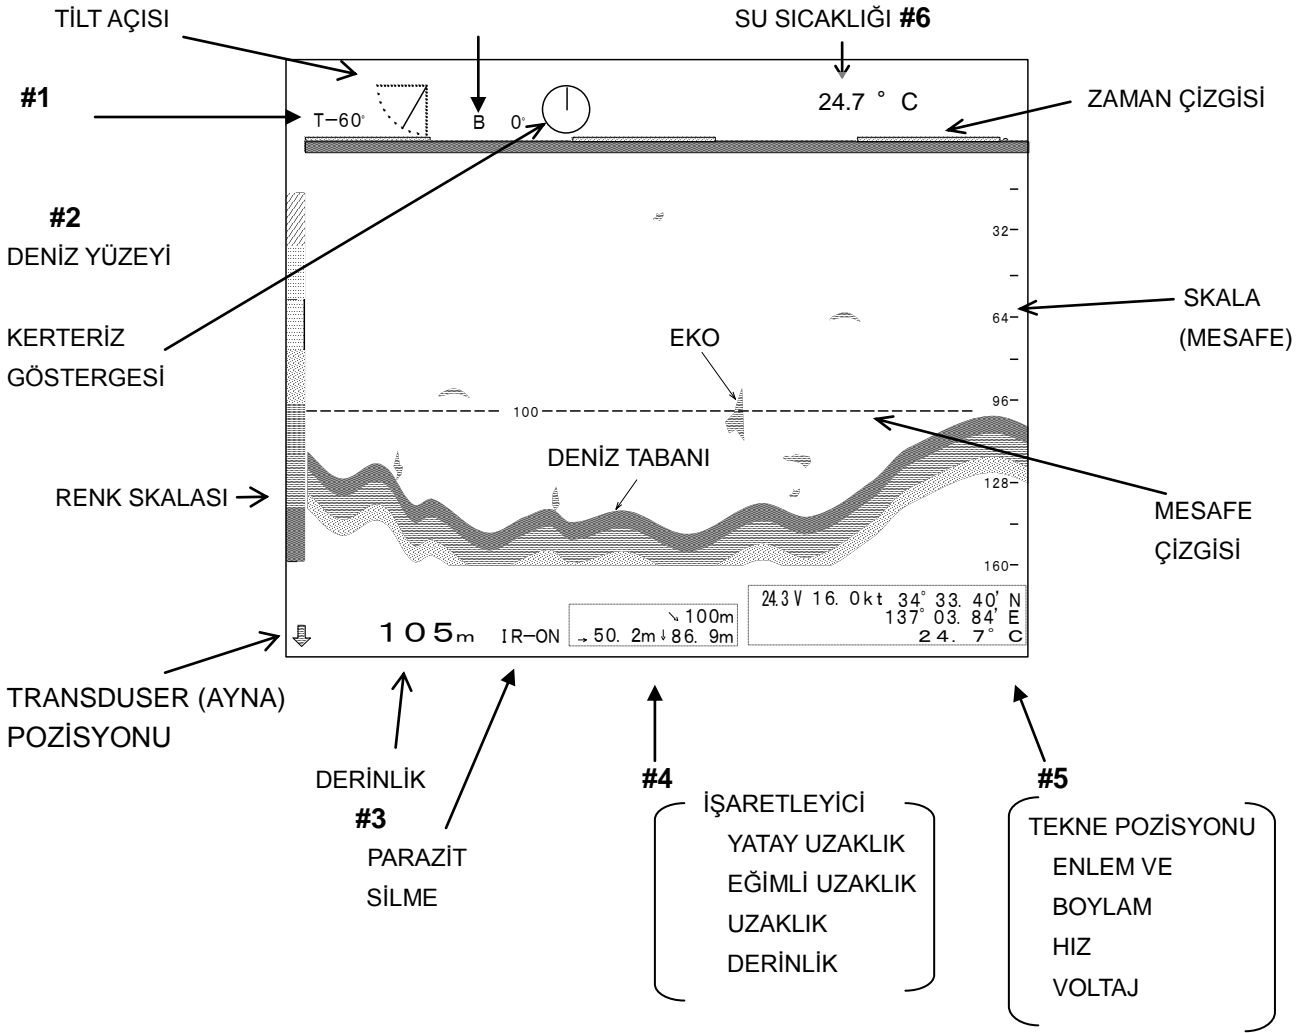 TİLT AÇISI
SU SICAKLIĞI #6
#1
T-60°
B 0°
24.7 ° C
ZAMAN ÇİZGİSİ
#2
DENİZ YÜZEYİ
32
KERTERİZ
GÖSTERGESİ
EKO
64
SKALA
(MESAFE)
96
100
DENİZ TABANI
128
RENK SKALASI
MESAFE
ÇİZGİSİ
160
24.3 V 16. 0kt 34° 33. 40' N
137° 03. 84' E
24. 7° C
↘ 100m
→ 50. 2m ↓ 86. 9m
105m IR-ON
TRANSDUSER (AYNA)
POZİSYONU
DERİNLİK
#3
PARAZİT
SİLME
#4
İŞARETLEYİCİ
YATAY UZAKLIK
EĞİMLİ UZAKLIK
UZAKLIK
DERİNLİK
#5
TEKNE POZİSYONU
ENLEM VE
BOYLAM
HIZ
VOLTAJ